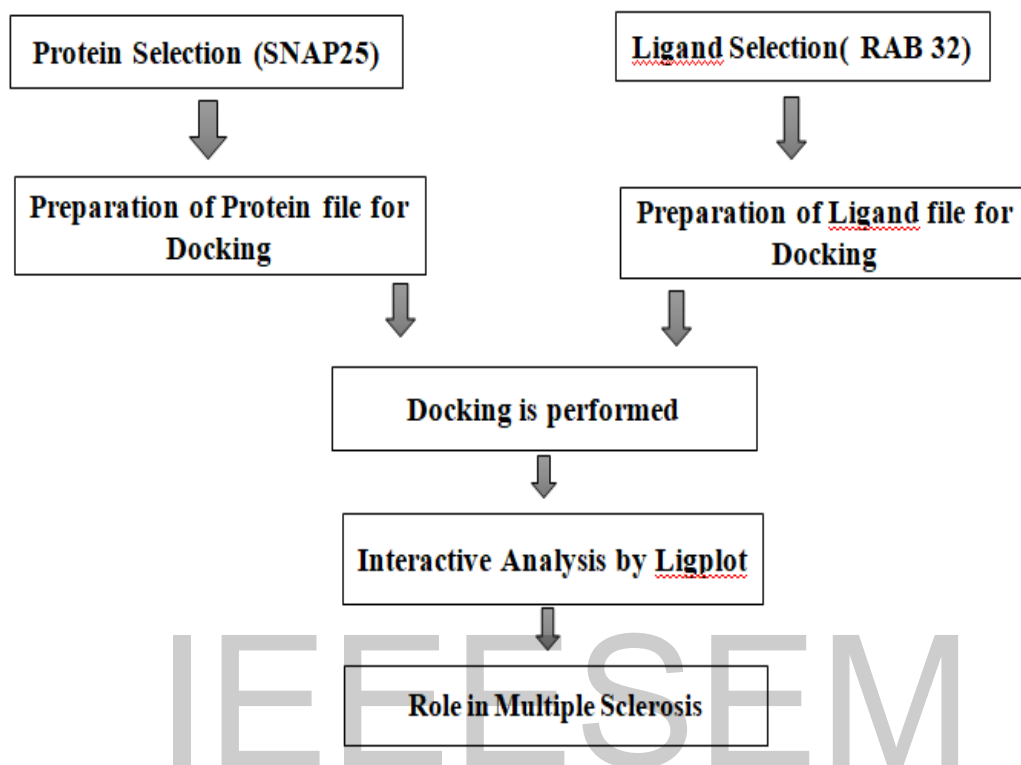 Protein Selection (SNAP25)
Ligand Selection( RAB 32)
Preparation of Protein file for
Docking
Preparation of Ligand file for
Docking
Docking is performed
Interactive Analysis by Ligplot
Role in Multiple Sclerosis
IEEESEM